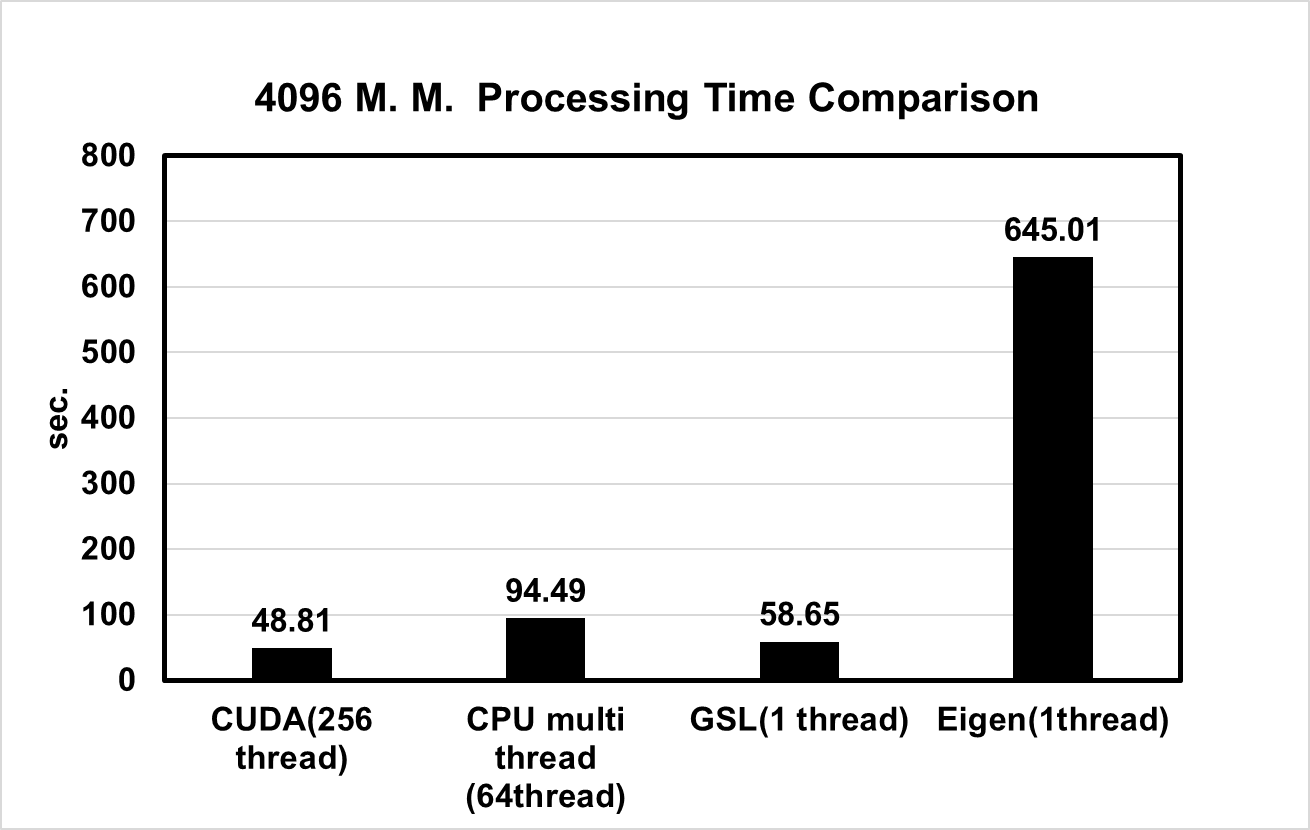 4096 M. M.  Processing Time Comparison
800
700
600
500
400
300
200
100
0
sec.
48.81
94.49
58.65
645.01
CUDA(256
thread)
CPU multi
thread
(64thread)
GSL(1 thread)
Eigen(1thread)